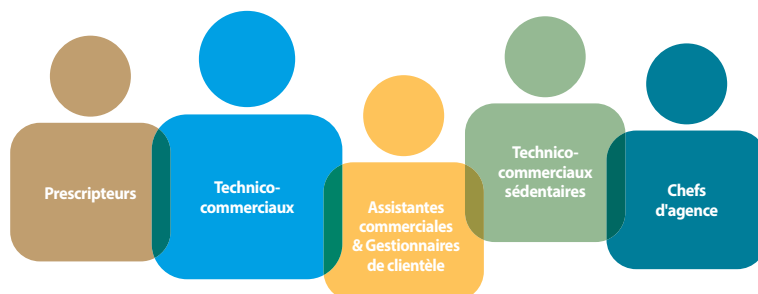 Prescripteurs
Technico-
commerciaux
Assistantes
commerciales
& Gestionnaires
de clientèle
Technico-
commerciaux
sédentaires
Chefs
d'agence